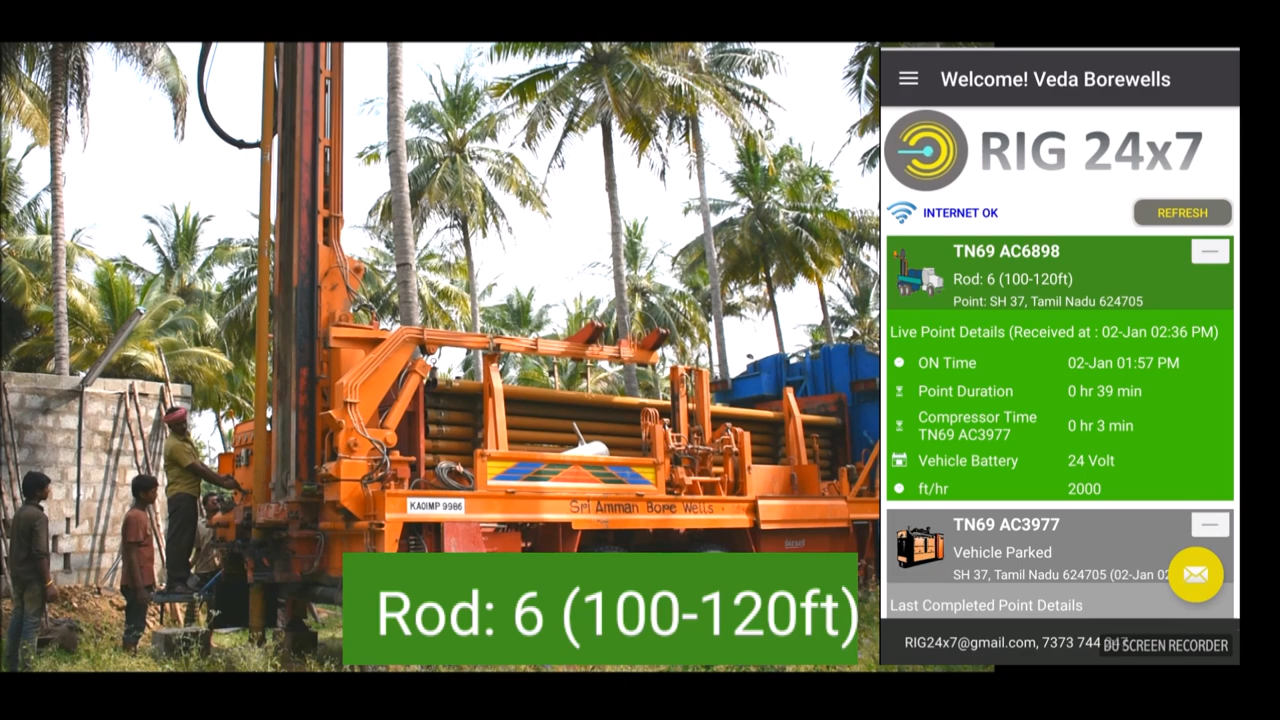 KA01MP 9986
Sri Amman Bore Wells
Rod: 6 (100-120ft)
Welcome! Veda Borewells
RIG 24x7
INTERNET OK
REFRESH
TN69 AC6898
Rod: 6 (100-120ft)
Point: SH 37, Tamil Nadu 624705
Live Point Details (Received at : 02-Jan 02:36 PM)
ON Time 02-Jan 01:57 PM
Point Duration 0 hr 39 min
Compressor Time
TN69 AC3977 0 hr 3 min
Vehicle Battery 24 Volt
ft/hr 2000
TN69 AC3977
Vehicle Parked
SH 37, Tamil Nadu 624705 (02-Jan 02
Last Completed Point Details
RIG24x7@gmail.com, 7373 744
DU SCREEN RECORDER